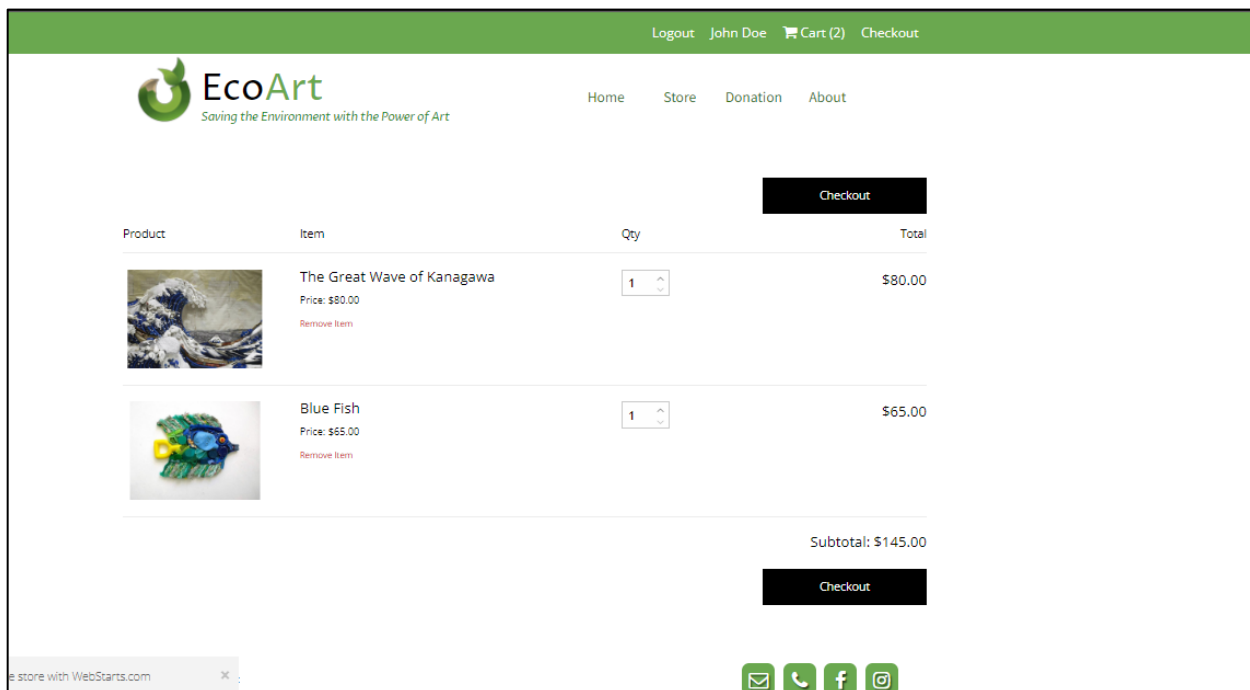 Logout John Doe Cart (2) Checkout
EcoArt
Saving the Environment with the Power of Art
Home Store Donation About
Checkout
Product Item Qty Total
The Great Wave of Kanagawa
Price: $80.00
Remove Item
1
$80.00
Blue Fish
Price: $65.00
Remove Item
1
$65.00
Subtotal: $145.00
Checkout
e store with WebStarts.com ×